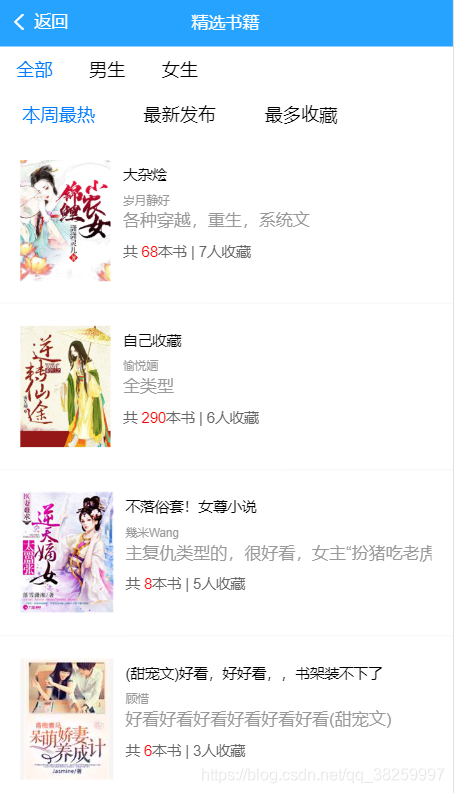 返回
精选书籍
全部 男生 女生
本周最热 最新发布 最多收藏
锦鲤小农女
潇潇灵儿
大杂烩
岁月静好
各种穿越，重生，系统文
共 68本书 | 7人收藏
逆转仙途
自己收藏
愉悦婳
全类型
共 290本书 | 6人收藏
逆天嫡女
不落俗套！女尊小说
幾米Wang
主复仇类型的，很好看，女主“扮猪吃老虎
共 8本书 | 5人收藏
呆萌娇妻养成计
Jasmine/著
(甜宠文)好看，好好看，，书架装不下了
顾惜
好看好看好看好看好看好看(甜宠文)
共 6本书 | 3人收藏
https://blog.csdn.net/qq_38259997